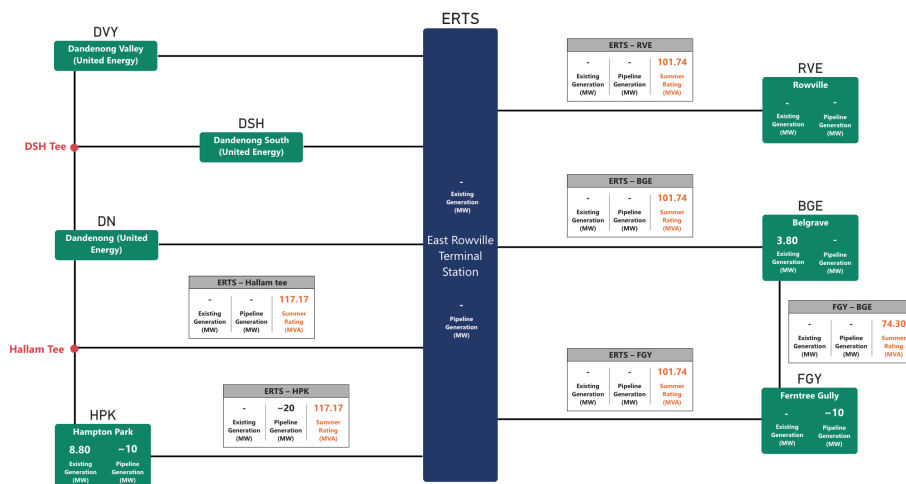 ERTS
DVY
Dandenong Valley
(United Energy)
DSH Tee
DSH
Dandenong South
(United Energy)
DN
Dandenong (United
Energy)
ERTS – Hallam tee
- - 117.17
Existing Pipeline Summer
Generation Generation Rating
(MW) (MW) (MVA)
Hallam Tee
ERTS – HPK
- ~20 117.17
Existing Pipeline Summer
Generation Generation Rating
(MW) (MW) (MVA)
HPK
Hampton Park
8.80 ~10
Existing Pipeline
Generation Generation
(MW) (MW)
-
Existing
Generation
(MW)
East Rowville
Terminal
Station
-
Pipeline
Generation
(MW)
ERTS – RVE
- - 101.74
Existing Pipeline Summer
Generation Generation Rating
(MW) (MW) (MVA)
RVE
Rowville
- -
Existing Pipeline
Generation Generation
(MW) (MW)
ERTS – BGE
- - 101.74
Existing Pipeline Summer
Generation Generation Rating
(MW) (MW) (MVA)
BGE
Belgrave
3.80 -
Existing Pipeline
Generation Generation
(MW) (MW)
FGY – BGE
- - 74.30
Existing Pipeline Summer
Generation Generation Rating
(MW) (MW) (MVA)
ERTS – FGY
- - 101.74
Existing Pipeline Summer
Generation Generation Rating
(MW) (MW) (MVA)
FGY
Ferntree Gully
- ~10
Existing Pipeline
Generation Generation
(MW) (MW)